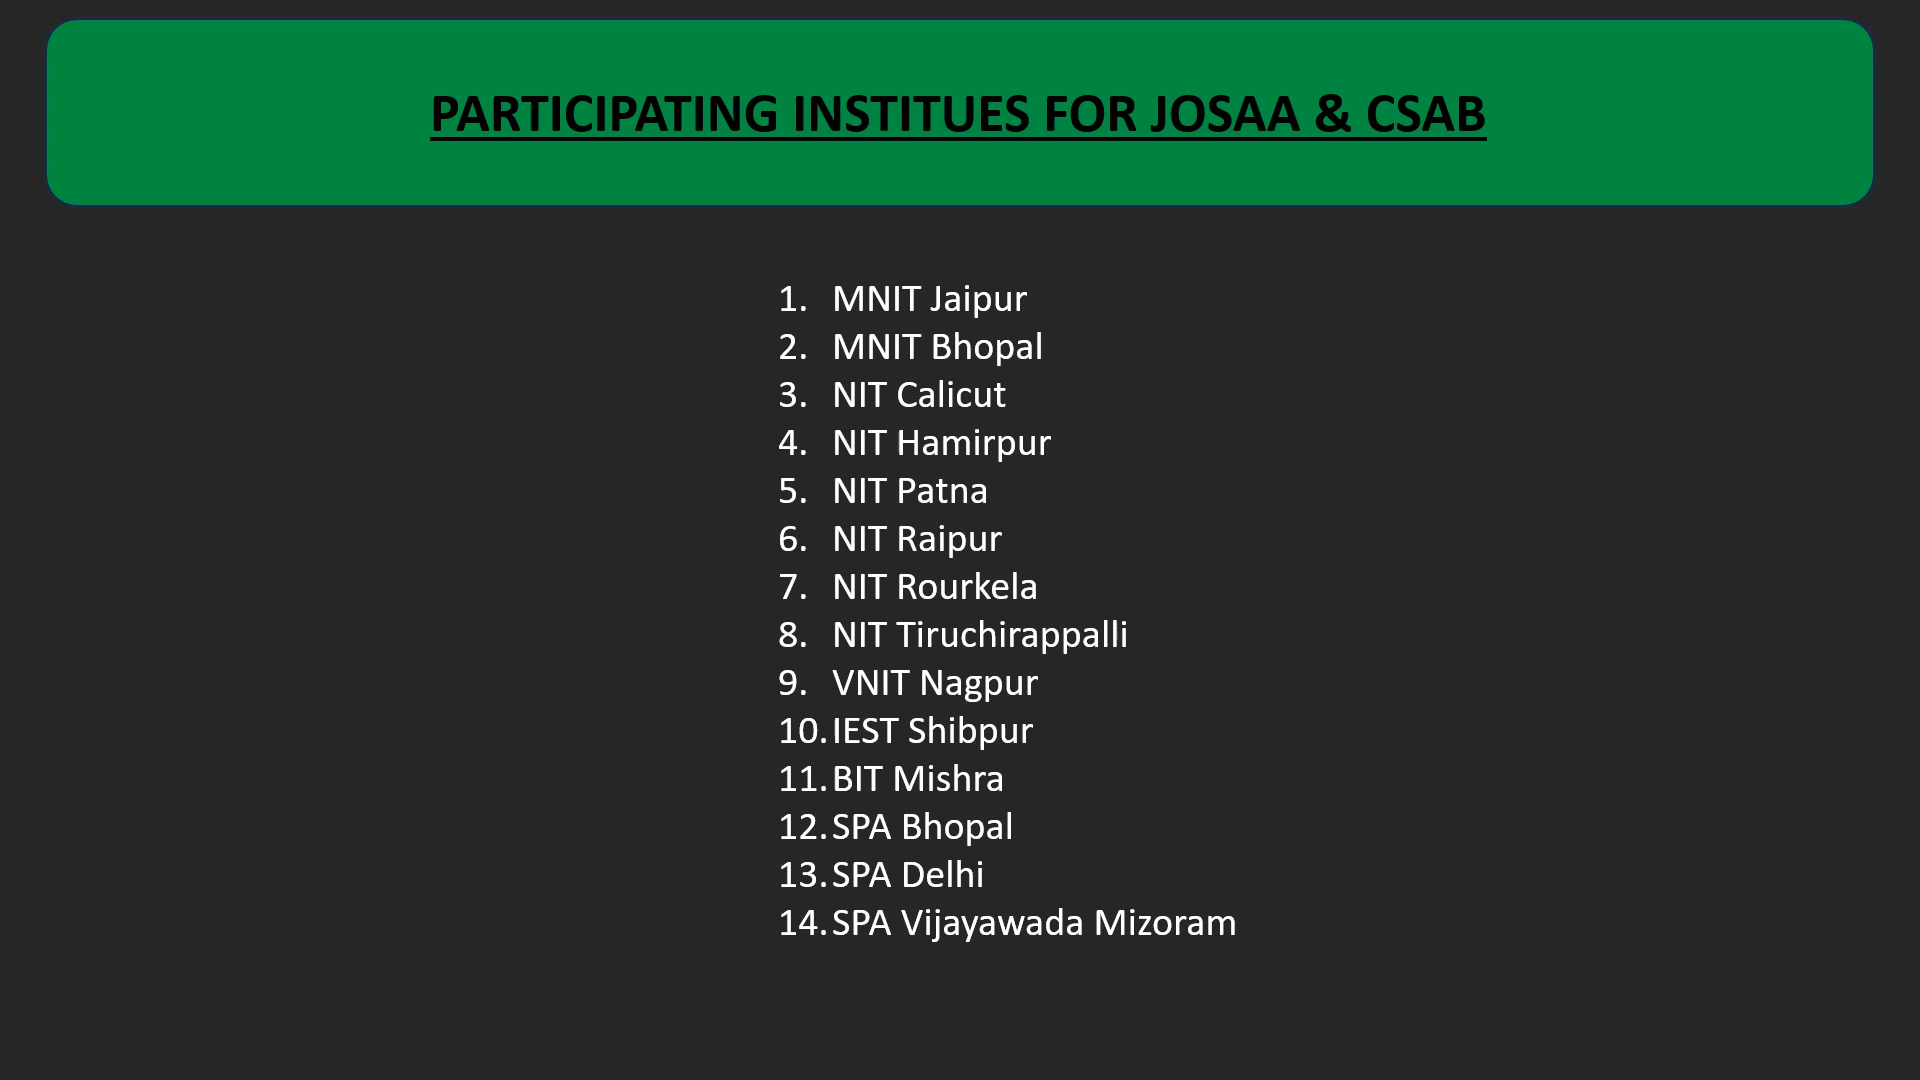 PARTICIPATING INSTITUES FOR JOSAA & CSAB
1. MNIT Jaipur
2. MNIT Bhopal
3. NIT Calicut
4. NIT Hamirpur
5. NIT Patna
6. NIT Raipur
7. NIT Rourkela
8. NIT Tiruchirappalli
9. VNIT Nagpur
10. IEST Shibpur
11. BIT Mishra
12. SPA Bhopal
13. SPA Delhi
14. SPA Vijayawada Mizoram